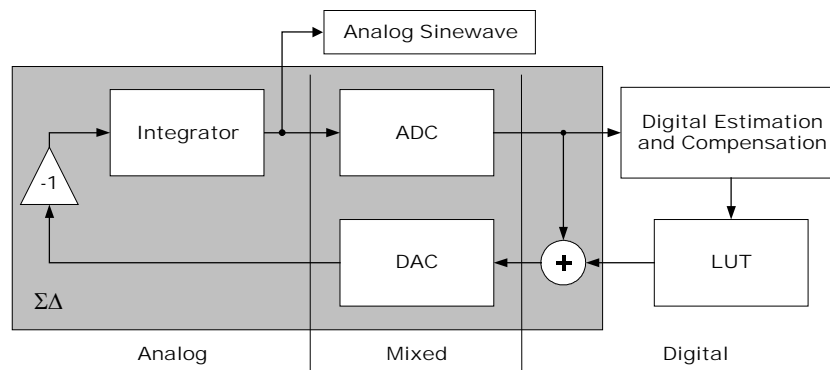 Analog Sinewave
Integrator
ADC
Digital Estimation
and Compensation
-1
DAC
+
LUT
ΣΔ
Analog
Mixed
Digital